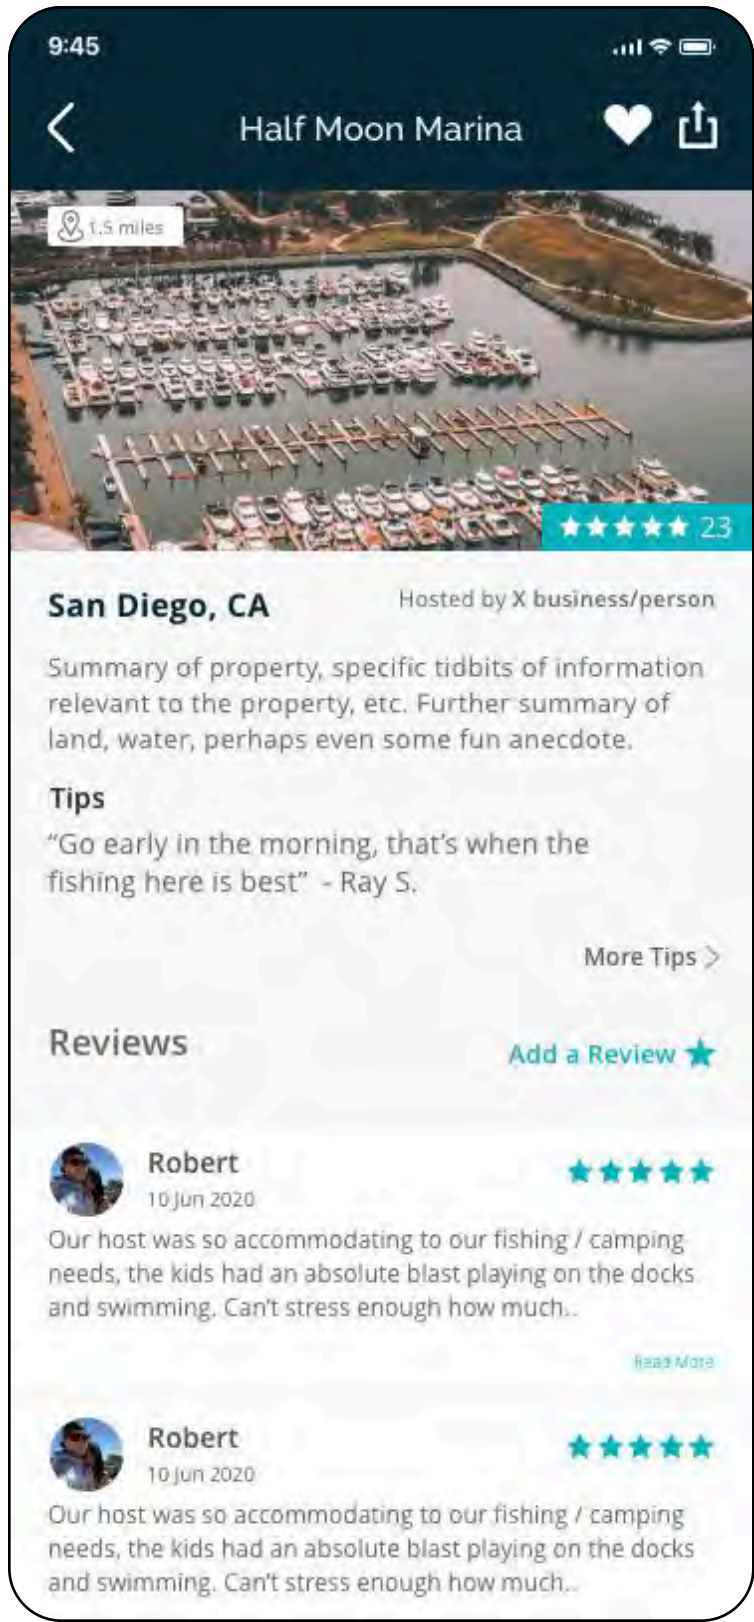 9:45
Half Moon Marina
1.5 miles
23
San Diego, CA
Hosted by X business/person
Summary of property, specific tidbits of information
relevant to the property, etc. Further summary of
land, water, perhaps even some fun anecdote.
Tips
“Go early in the morning, that’s when the
fishing here is best” - Ray S.
More Tips
Reviews
Add a Review
Robert
10 Jun 2020
Our host was so accommodating to our fishing / camping
needs, the kids had an absolute blast playing on the docks
and swimming. Can’t stress enough how much..
Read More
Robert
10 Jun 2020
Our host was so accommodating to our fishing / camping
needs, the kids had an absolute blast playing on the docks
and swimming. Can’t stress enough how much..